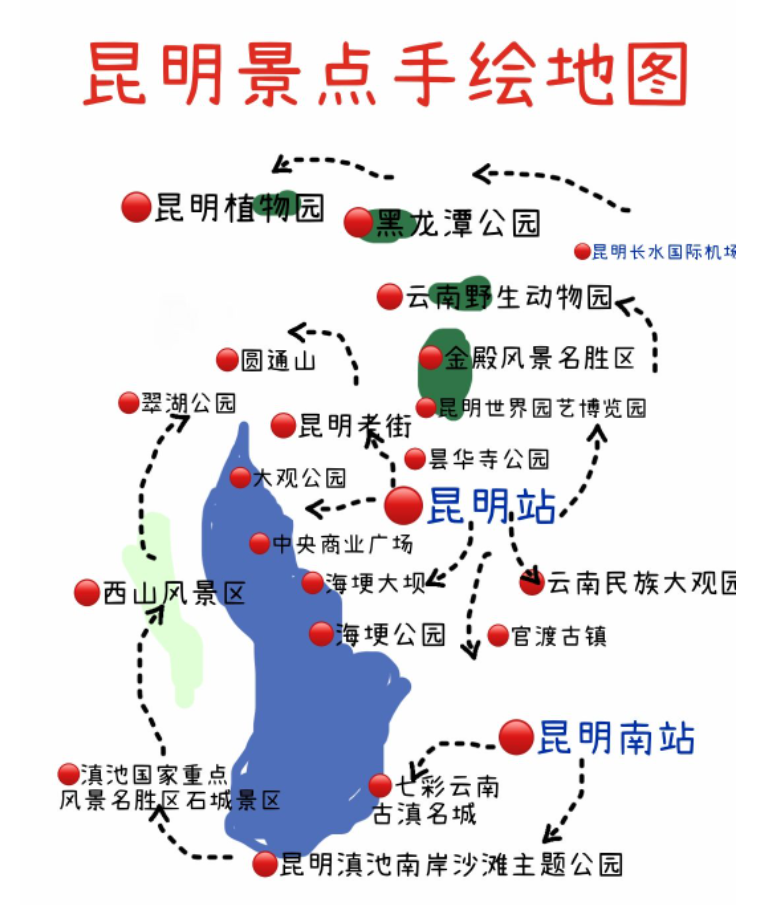 昆明景点手绘地图
昆明植物园
黑龙潭公园
昆明长水国际机场
云南野生动物园
圆通山
金殿风景名胜区
翠湖公园
昆明世界园艺博览园
昆明老街
昙华寺公园
大观公园
昆明站
中央商业广场
海埂大坝
云南民族大观园
西山风景区
海埂公园
官渡古镇
昆明南站
滇池国家重点
风景名胜区石城景区
七彩云南
古滇名城
昆明滇池南岸沙滩主题公园